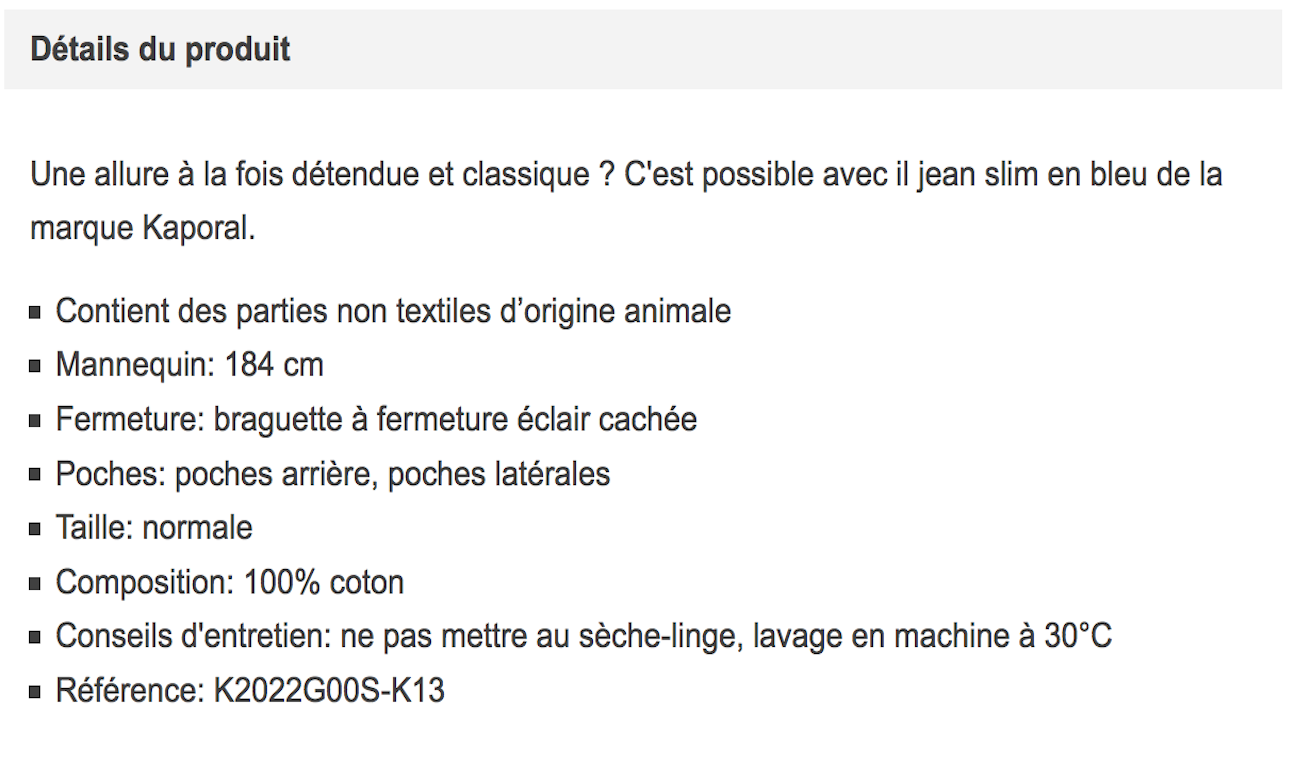 Détails du produit
Une allure à la fois détendue et classique ? C'est possible avec il jean slim en bleu de la
marque Kaporal.
▪ Contient des parties non textiles d’origine animale
▪ Mannequin: 184 cm
▪ Fermeture: braguette à fermeture éclair cachée
▪ Poches: poches arrière, poches latérales
▪ Taille: normale
▪ Composition: 100% coton
▪ Conseils d'entretien: ne pas mettre au sèche-linge, lavage en machine à 30°C
▪ Référence: K2022G00S-K13